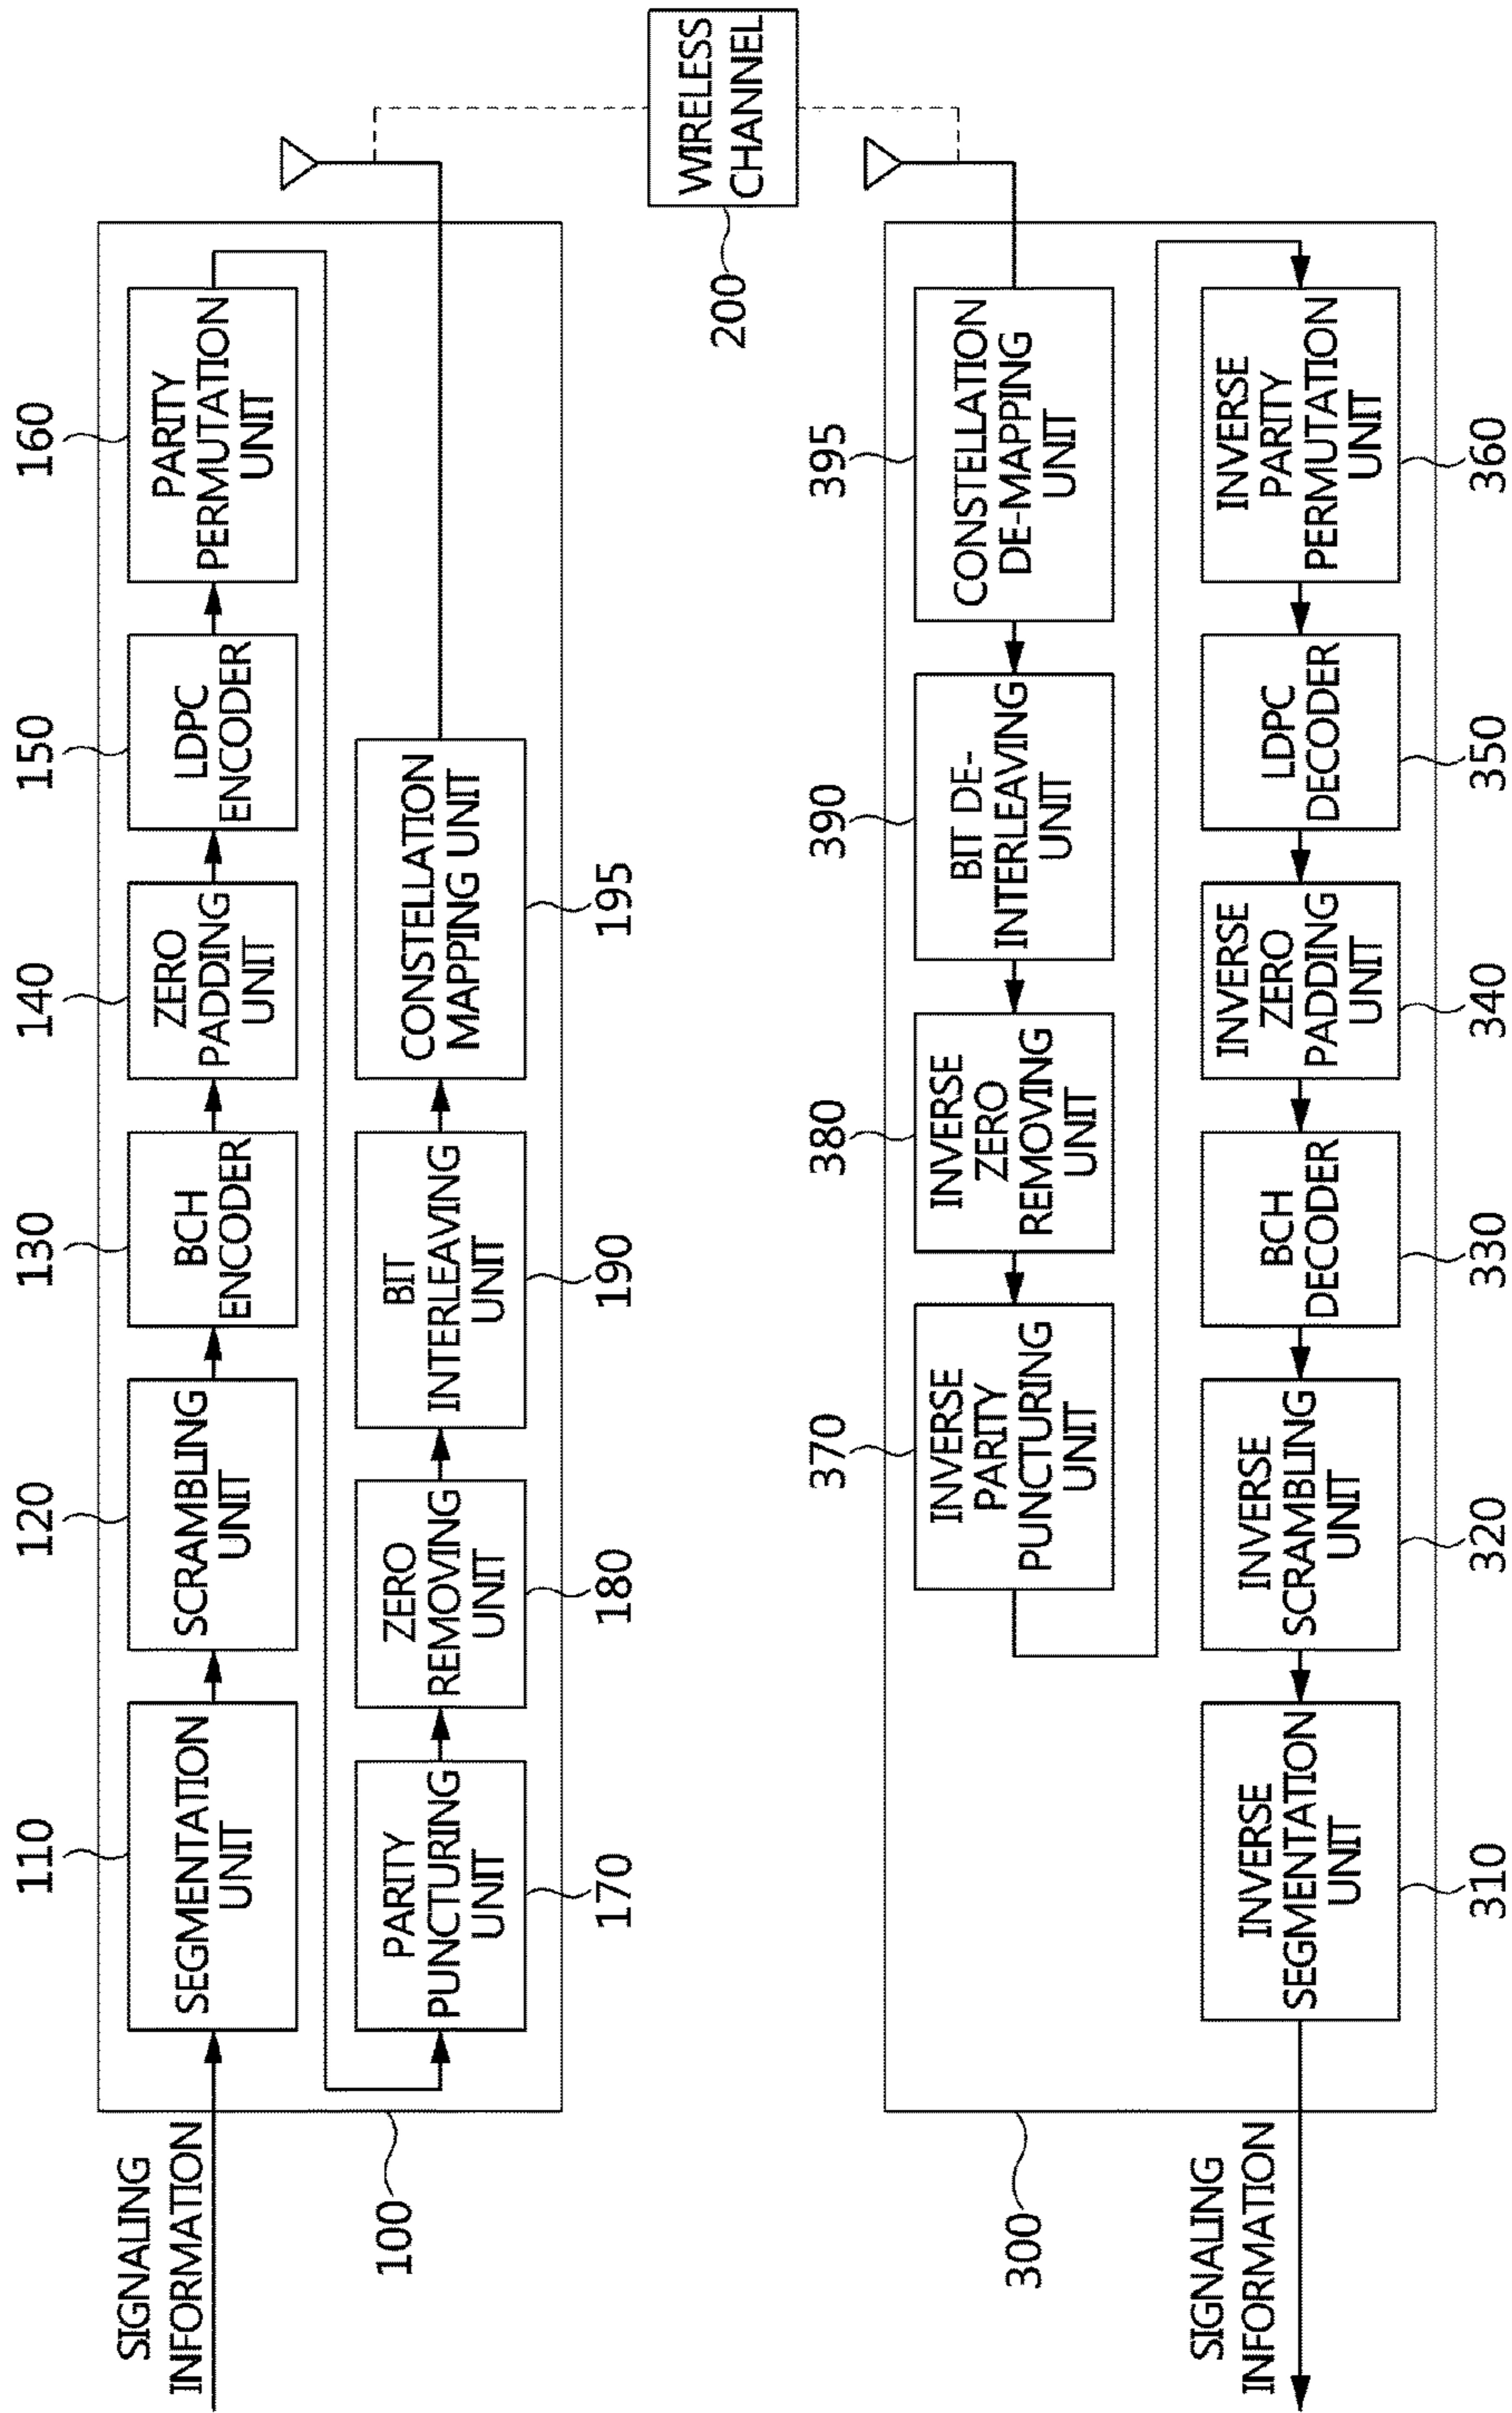 SIGNALING
INFORMATION
100
110
SEGMENTATION
UNIT
120
SCRAMBLING
UNIT
130
BCH
ENCODER
140
ZERO
PADDING
UNIT
150
LDPC
ENCODER
160
PARITY
PERMUTATION
UNIT
PARITY
PUNCTURING
UNIT
170
ZERO
REMOVING
UNIT
180
BIT
INTERLEAVING
UNIT
190
CONSTELLATION
MAPPING UNIT
195
WIRELESS
CHANNEL
200
300
395
CONSTELLATION
DE-MAPPING
UNIT
390
BIT DE-
INTERLEAVING
UNIT
380
INVERSE
ZERO
REMOVING
UNIT
370
INVERSE
PARITY
PUNCTURING
UNIT
INVERSE
PARITY
PERMUTATION
UNIT
360
LDPC
DECODER
350
INVERSE
ZERO
PADDING
UNIT
340
BCH
DECODER
330
INVERSE
SCRAMBLING
UNIT
320
INVERSE
SEGMENTATION
UNIT
310
SIGNALING
INFORMATION